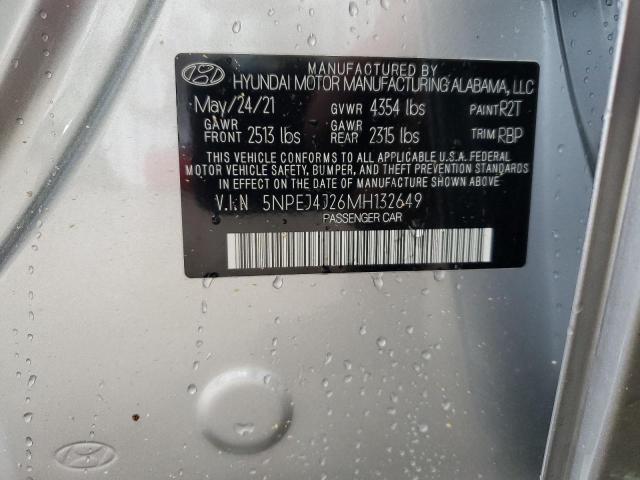 MANUFACTURED BY
HYUNDAI MOTOR MANUFACTURING ALABAMA, LLC
May/24/21 GVWR 4354 lbs PAINT R2T
GAWR FRONT 2513 lbs GAWR REAR 2315 lbs TRIM RBP
THIS VEHICLE CONFORMS TO ALL APPLICABLE U.S.A. FEDERAL
MOTOR VEHICLE SAFETY, BUMPER, AND THEFT PREVENTION
STANDARDS IN EFFECT ON THE DATE OF MANUFACTURE SHOWN ABOVE.
V.I.N 5NPEJ4J26MH132649
PASSENGER CAR